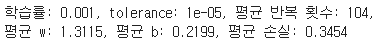 학습률: 0.001, tolerance: 1e-05, 평균 반복 횟수: 104,
평균 w: 1.3115, 평균 b: 0.2199, 평균 손실: 0.3454